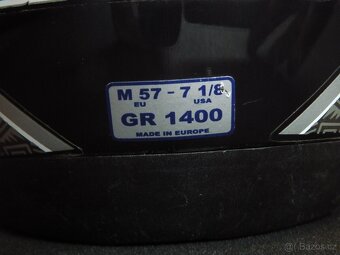 M 57 - 7 1/8
EU USA
GR 1400
MADE IN EUROPE
Bazos.cz